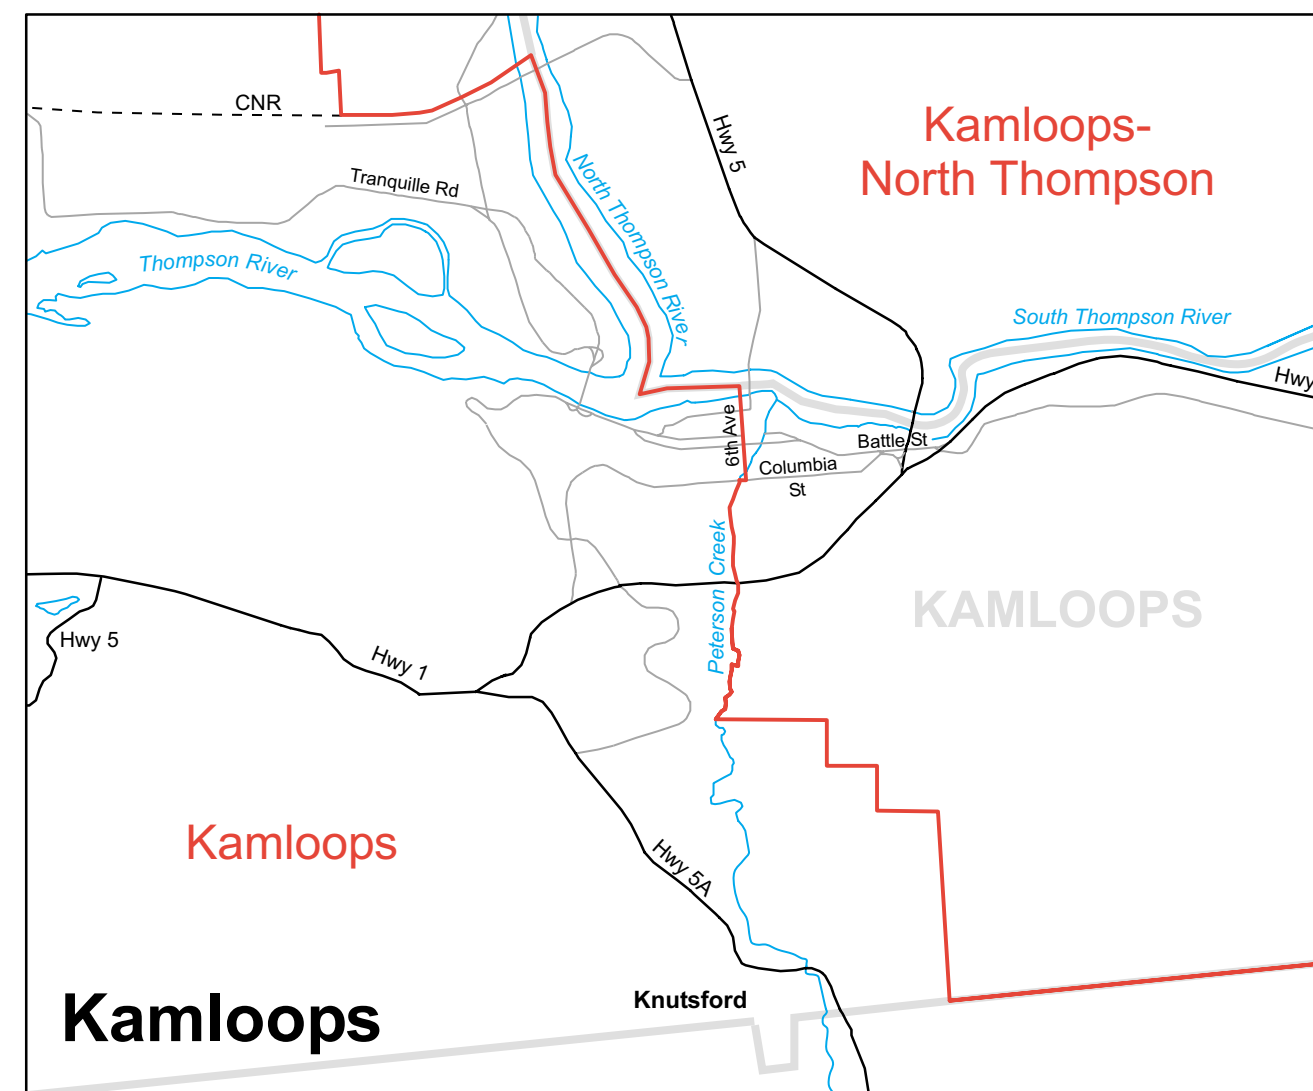 CNR
Hwy 5
Kamloops-
North Thompson
Tranquille Rd
North Thompson River
Thompson River
South Thompson River
Hwy
6th Ave
Battle St
Columbia
St
Peterson Creek
KAMLOOPS
Hwy 5
Hwy 1
Kamloops
Hwy 5A
Knutsford
Kamloops